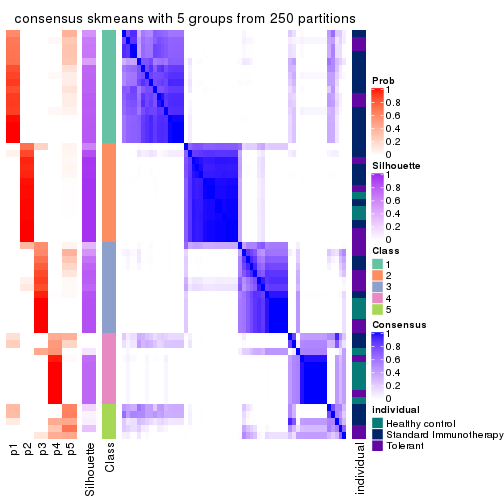 consensus skmeans with 5 groups from 250 partitions
Prob
1
0.8
0.6
0.4
0.2
0
Silhouette
1
0.8
0.6
0.4
0.2
0
Class
1
2
3
4
5
Consensus
1
0.8
0.6
0.4
0.2
0
individual
Healthy control
Standard Immunotherapy
Tolerant
p1
p2
p3
p4
p5
Silhouette
Class
individual